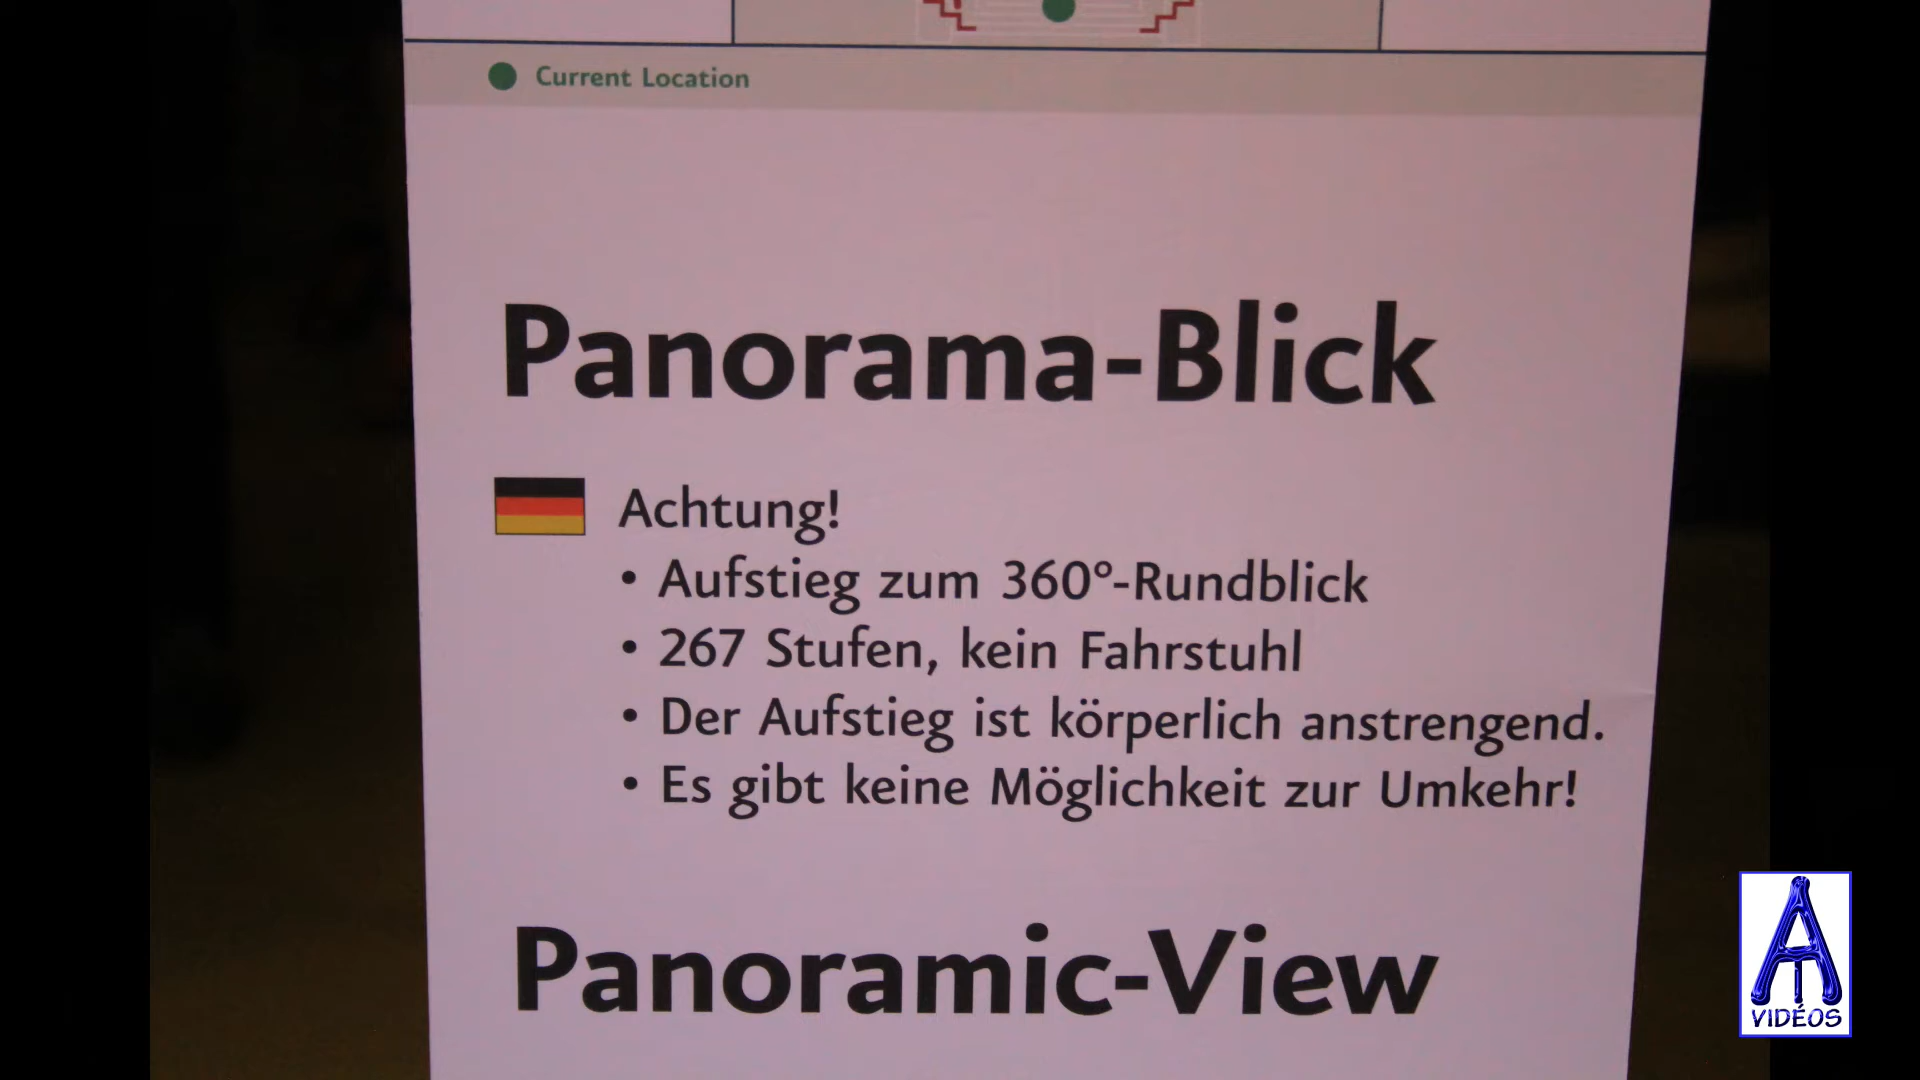 Current Location
Panorama-Blick
Achtung!
• Aufstieg zum 360°-Rundblick
• 267 Stufen, kein Fahrstuhl
• Der Aufstieg ist körperlich anstrengend.
• Es gibt keine Möglichkeit zur Umkehr!
Panoramic-View
AT
VIDÉOS